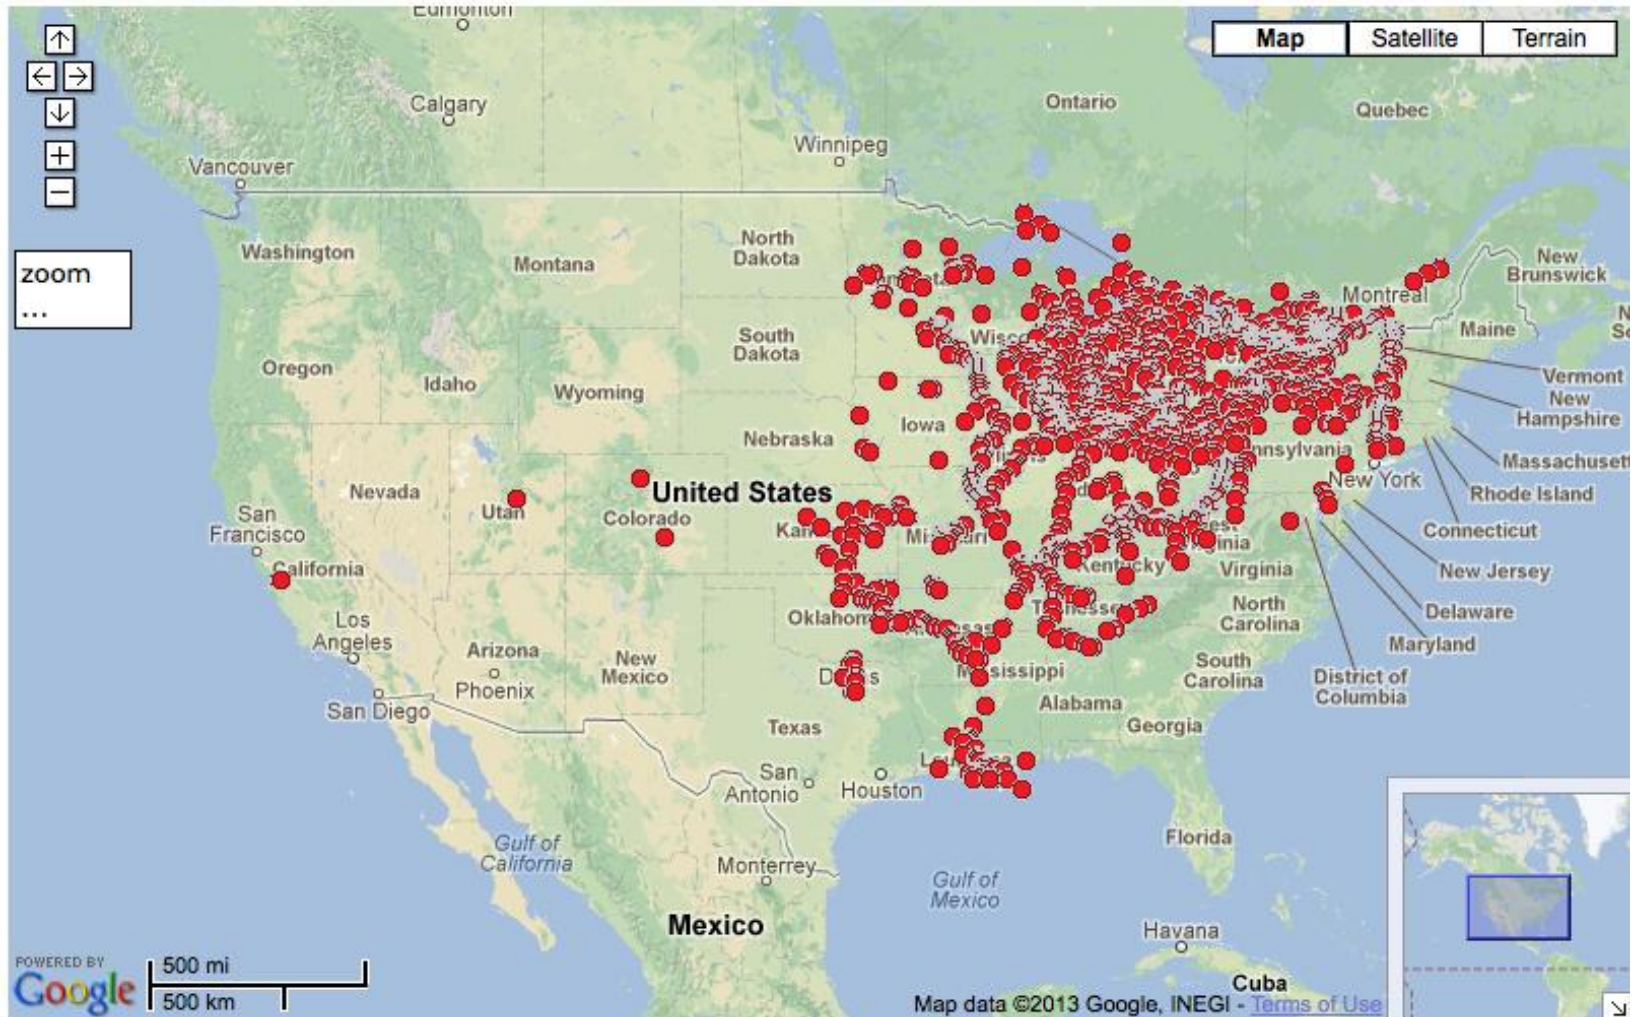 Edmonton
Map
Satellite
Terrain
Calgary
Ontario
Quebec
Winnipeg
Vancouver
Washington
North
Dakota
Montana
New
Brunswick
zoom
...
Montreal
Maine
South
Dakota
Oregon
Idaho
Wyoming
Vermont
New
Hampshire
Iowa
Nebraska
Massachusett
United States
New York
Rhode Island
Nevada
Utah
Colorado
San
Francisco
Connecticut
California
Kentucky
Virginia
New Jersey
Delaware
North
Carolina
Los
Angeles
Maryland
Arizona
New
Mexico
Mississippi
South
Carolina
District of
Columbia
Phoenix
San Diego
Alabama
Georgia
Texas
San
Antonio
Houston
Gulf of
California
Florida
Monterrey
Gulf of
Mexico
Mexico
Havana
Cuba
POWERED BY
Google
500 mi
500 km
Map data ©2013 Google, INEGI - Terms of Use